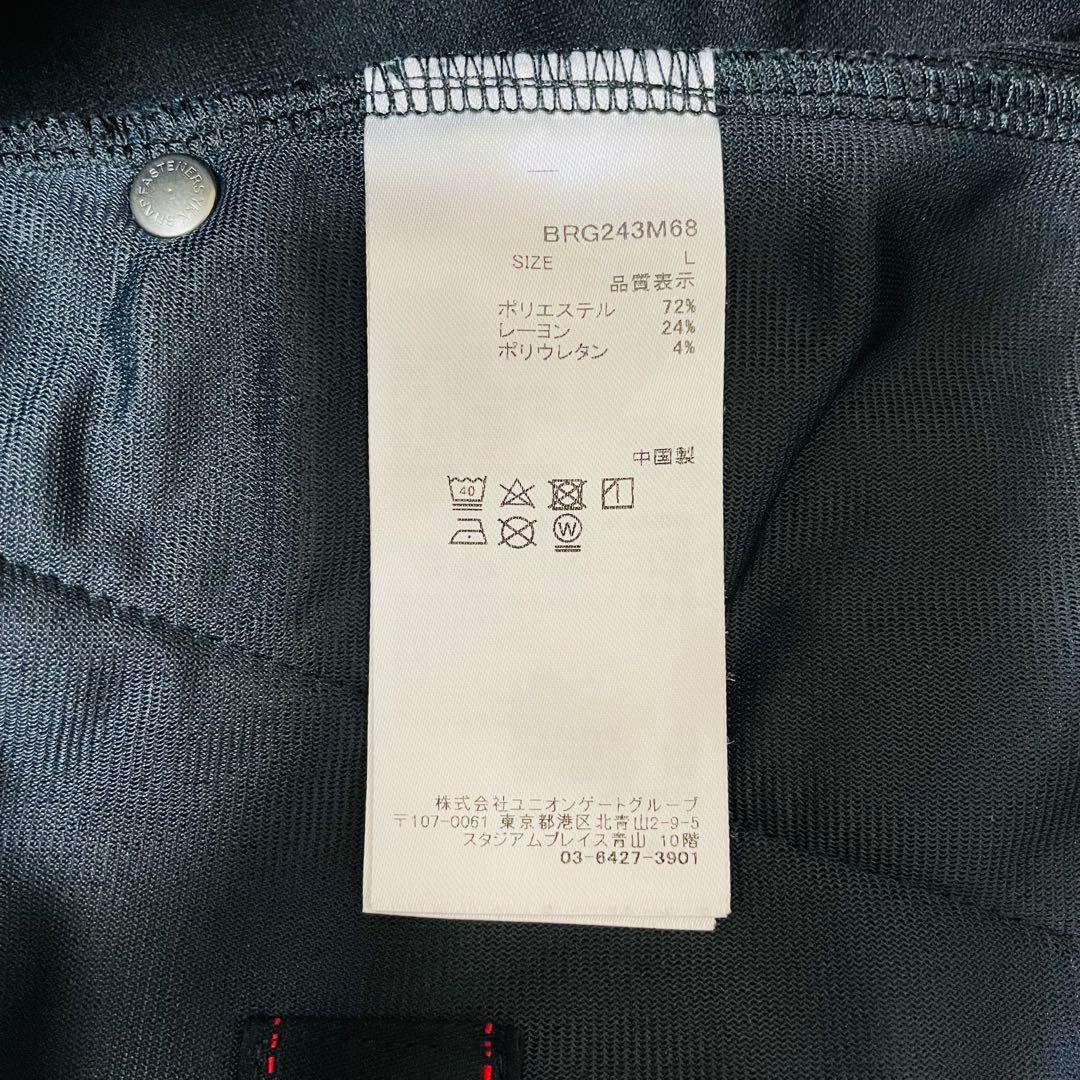 BRG243M68
SIZE L
品質表示
ポリエステル 72%
レーヨン 24%
ポリウレタン 4%
中国製
40
W
株式会社ユニオンゲートグループ
〒107-0061 東京都港区北青山2-9-5
スタジアムプレイス青山 10階
03-6427-3901
FASTENERS
SNAP